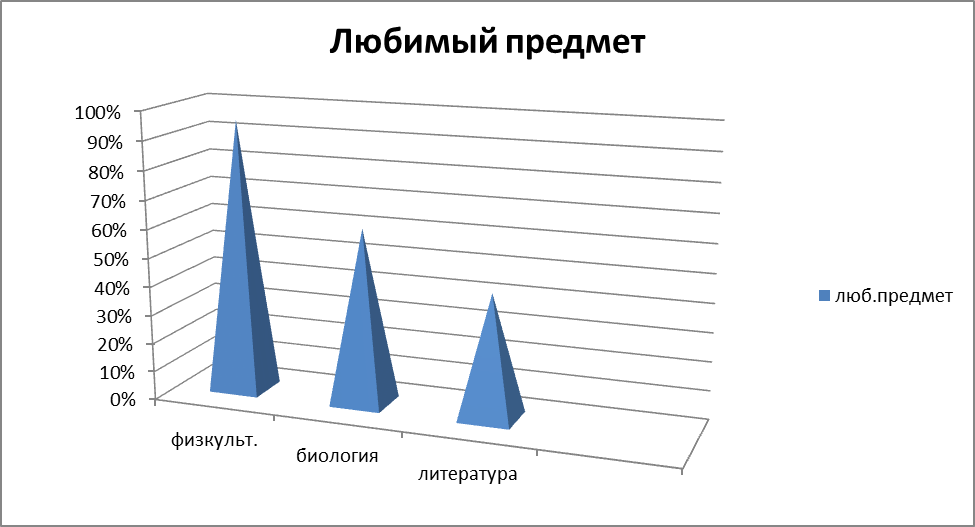 Любимый предмет
100%
90%
80%
70%
60%
50%
40%
30%
20%
10%
0%
физкульт.
биология
литература
люб.предмет